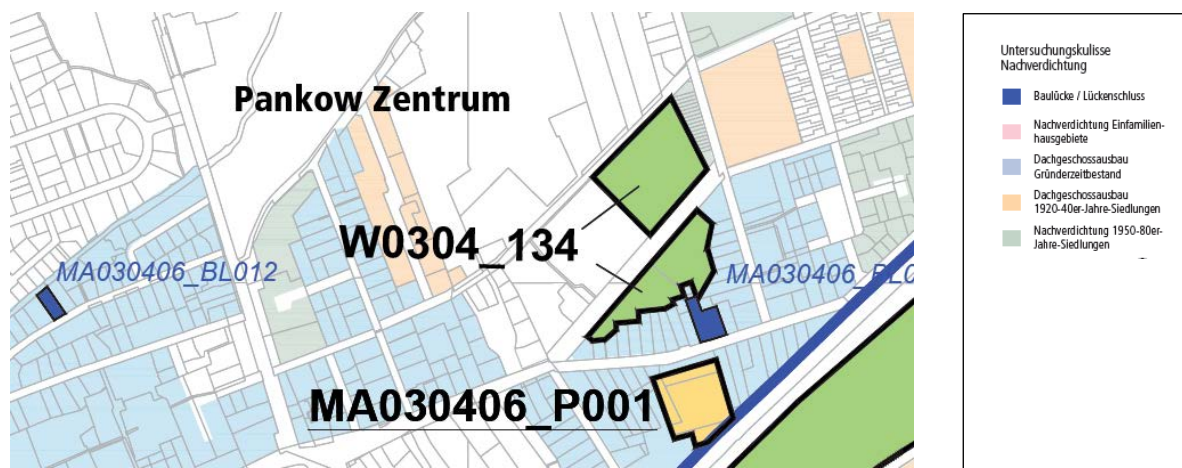 Pankow Zentrum
W0304_134
MA030406_BL012
MA030406_P001
Untersuchungskulisse
Nachverdichtung
Baulücke / Lückenschluss
Nachverdichtung Einfamilien-
hausgebiete
Dachgeschossausbau
Gründerzeitbestand
Dachgeschossausbau
1920-40er-Jahre-Siedlungen
Nachverdichtung 1950-80er-
Jahre-Siedlungen